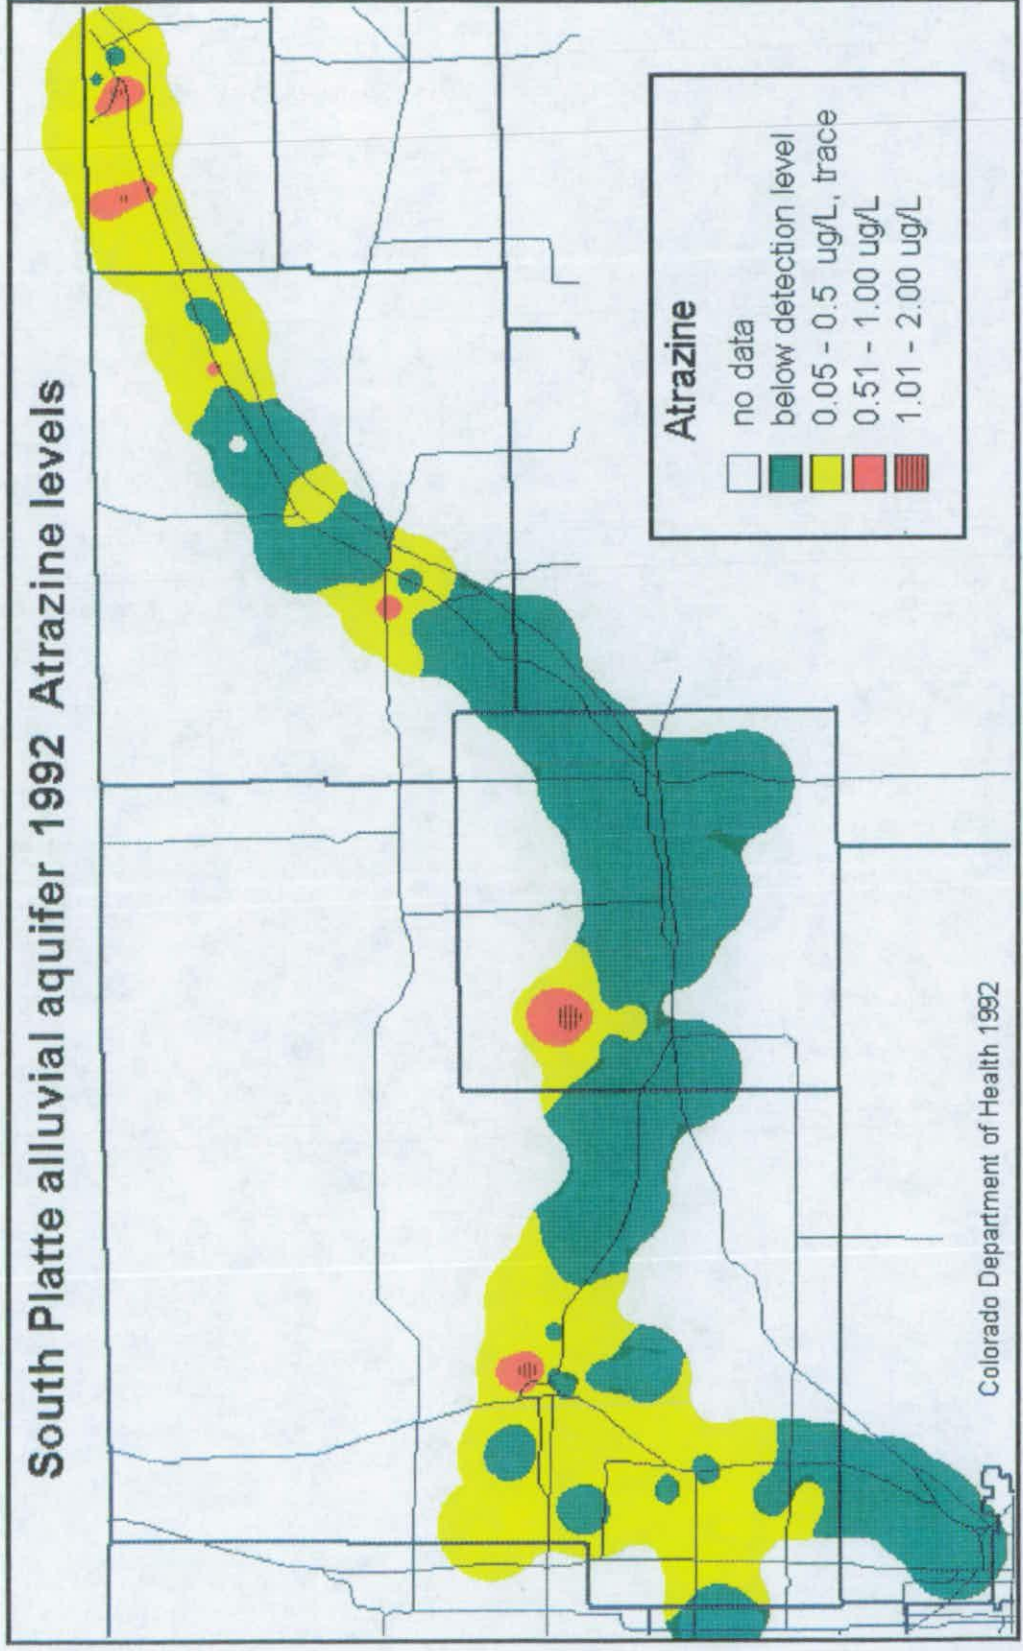 South Platte alluvial aquifer 1992 Atrazine levels
Atrazine
no data
below detection level
0.05 - 0.5 ug/L, trace
0.51 - 1.00 ug/L
1.01 - 2.00 ug/L
Colorado Department of Health 1992